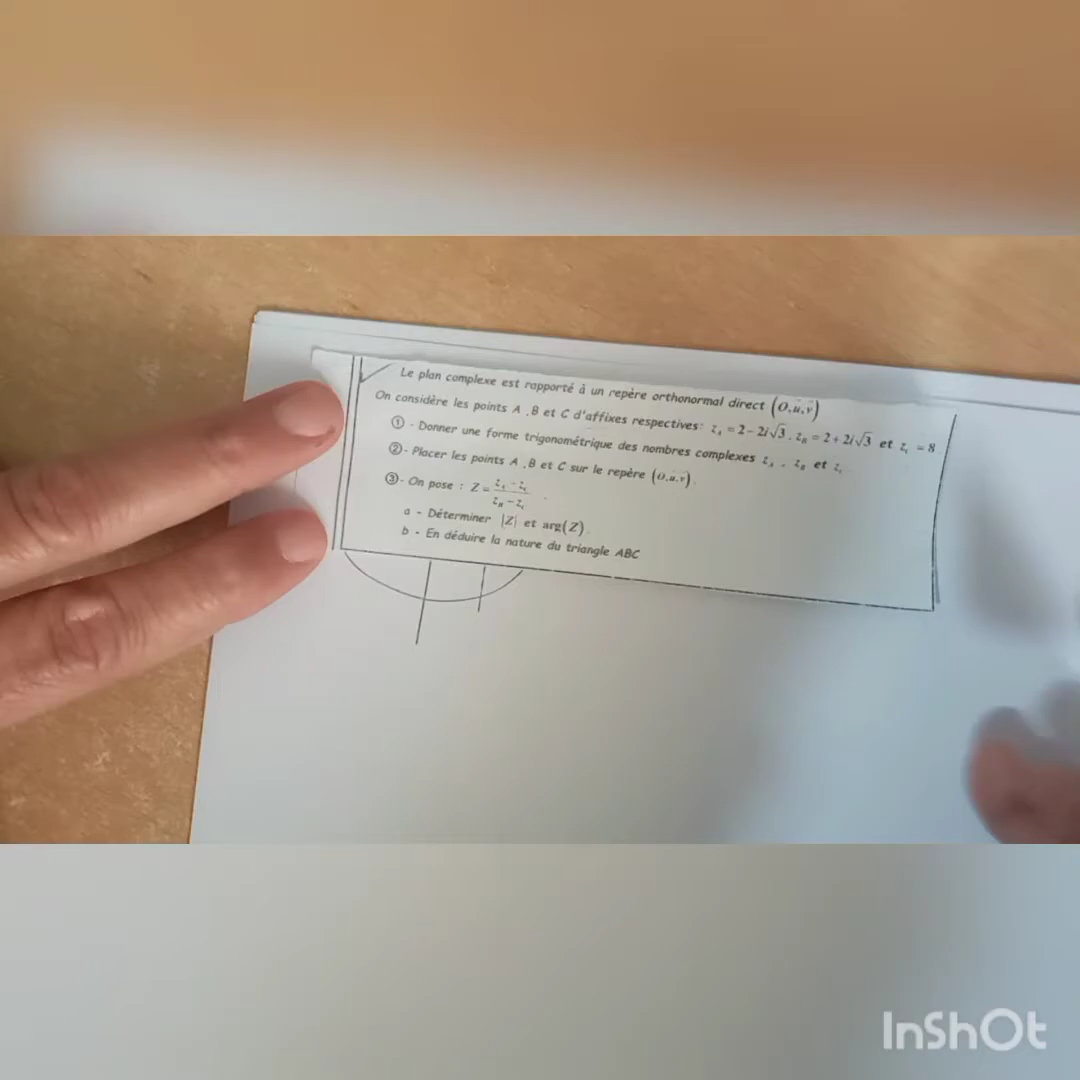 Le plan complexe est rapporté à un repère orthonormal direct (O,u,v)
On considère les points A ,B et C d'affixes respectives: z_A = 2 - 2i√3 , z_B = 2 + 2i√3 et z_C = 8
① - Donner une forme trigonométrique des nombres complexes z_A , z_B et z_C
② - Placer les points A ,B et C sur le repère (O,u,v).
③ - On pose : Z = (z_A - z_C)/(z_B - z_C) .
a - Déterminer |Z| et arg(Z).
b - En déduire la nature du triangle ABC
InShOt